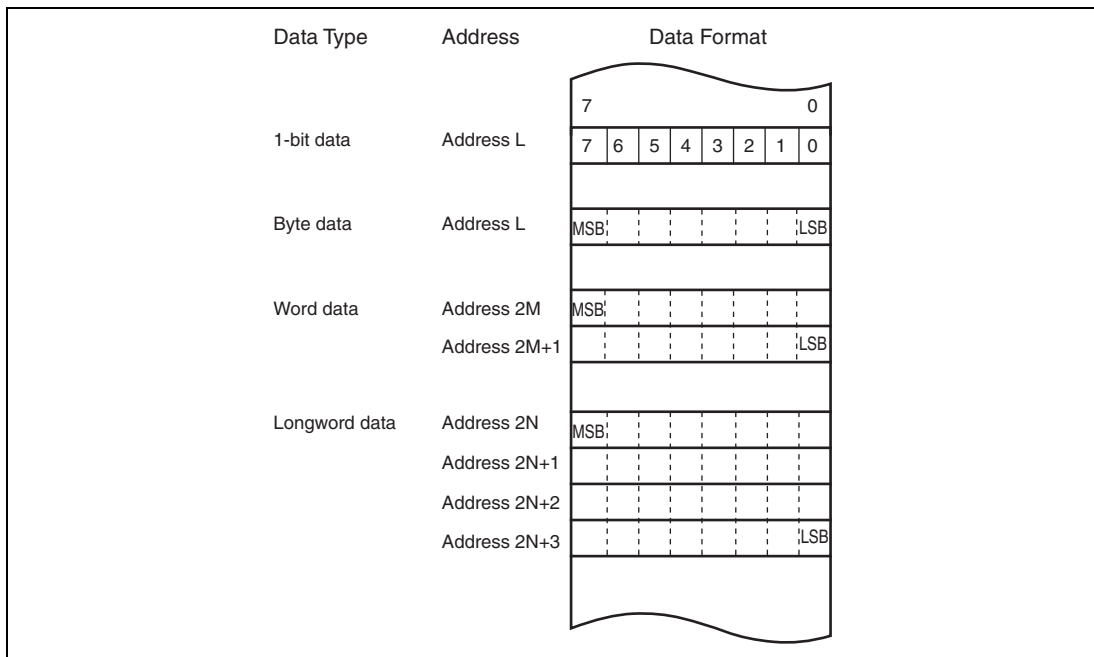 Data Type Address Data Format
7 0
1-bit data Address L 7 6 5 4 3 2 1 0
Byte data Address L MSB LSB
Word data Address 2M MSB
Address 2M+1 LSB
Longword data Address 2N MSB
Address 2N+1
Address 2N+2
Address 2N+3 LSB